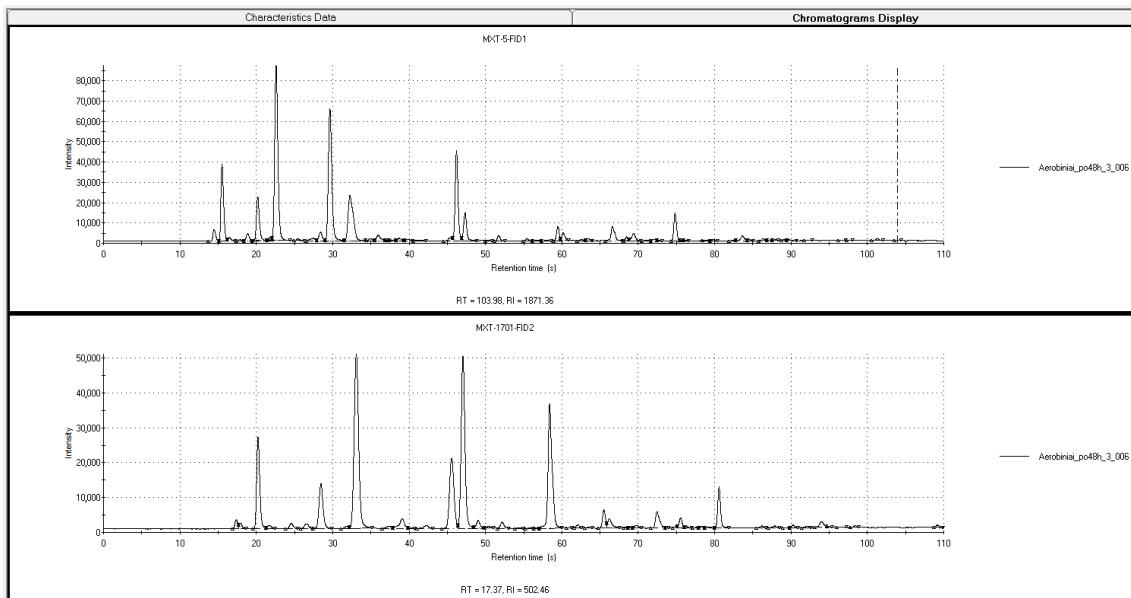 Characteristics Data
Chromatograms Display
MXT-5-FID1
Intensity
80,000
70,000
60,000
50,000
40,000
30,000
20,000
10,000
0
0 10 20 30 40 50 60 70 80 90 100 110
Retention time (s)
Aerobiniai_po48h_3_006
RT = 103.98, RI = 1871.36
MXT-1701-FID2
Intensity
50,000
40,000
30,000
20,000
10,000
0
0 10 20 30 40 50 60 70 80 90 100 110
Retention time (s)
Aerobiniai_po48h_3_006
RT = 17.37, RI = 502.46